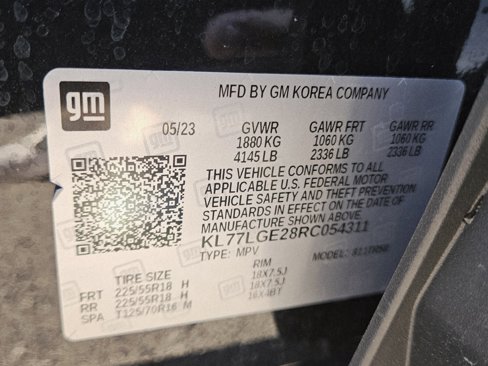 gm
MFD BY GM KOREA COMPANY
05/23 GVWR GAWR FRT GAWR RR
1880 KG 1060 KG 1060 KG
4145 LB 2336 LB 2336 LB
THIS VEHICLE CONFORMS TO ALL
APPLICABLE U.S. FEDERAL MOTOR
VEHICLE SAFETY AND THEFT PREVENTION
STANDARDS IN EFFECT ON THE DATE OF
MANUFACTURE SHOWN ABOVE.
KL77LGE28RC054311
TYPE: MPV MODEL:
TIRE SIZE RIM
FRT 225/55R18 H 18X7.5J
RR 225/55R18 H 18X7.5J
SPA T125/70R16 M 16X4BT